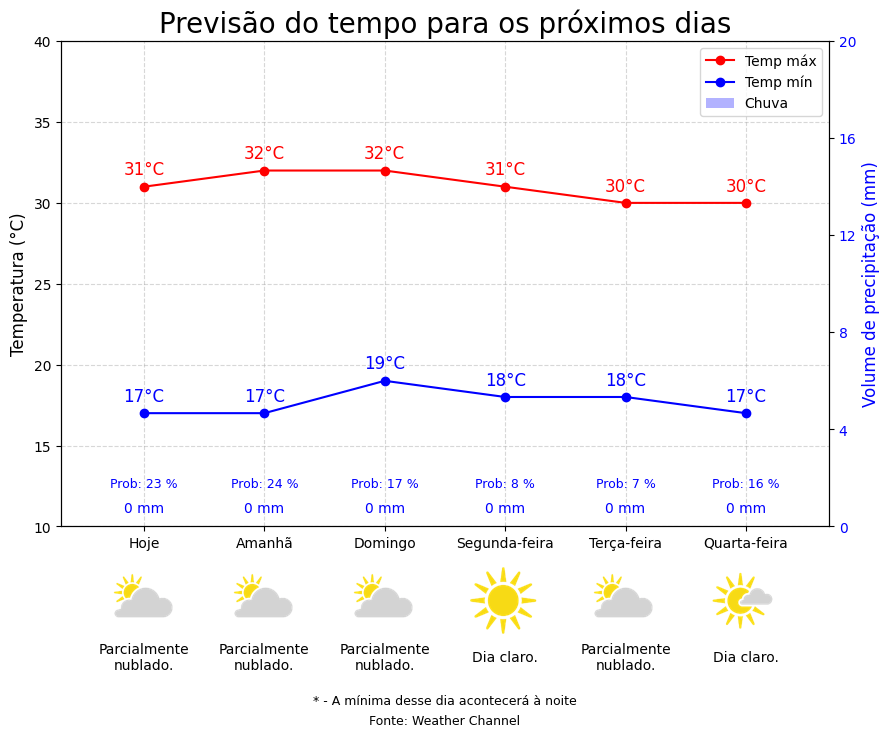 Previsão do tempo para os próximos dias
Temp máx
Temp mín
Chuva
Temperatura (°C)
Volume de precipitação (mm)
40
35
30
25
20
15
10
20
16
12
8
4
0
31°C 32°C 32°C 31°C 30°C 30°C
17°C 17°C 19°C 18°C 18°C 17°C
Prob: 23 % Prob: 24 % Prob: 17 % Prob: 8 % Prob: 7 % Prob: 16 %
0 mm 0 mm 0 mm 0 mm 0 mm 0 mm
Hoje Amanhã Domingo Segunda-feira Terça-feira Quarta-feira
Parcialmente
nublado.
Parcialmente
nublado.
Parcialmente
nublado.
Dia claro.
Parcialmente
nublado.
Dia claro.
* - A mínima desse dia acontecerá à noite
Fonte: Weather Channel